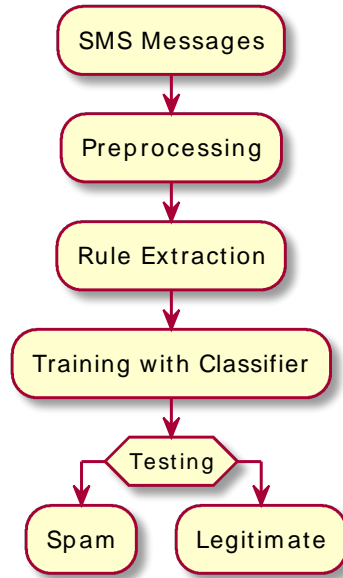 SMS Messages
Preprocessing
Rule Extraction
Training with Classifier
Testing
Spam
Legitimate